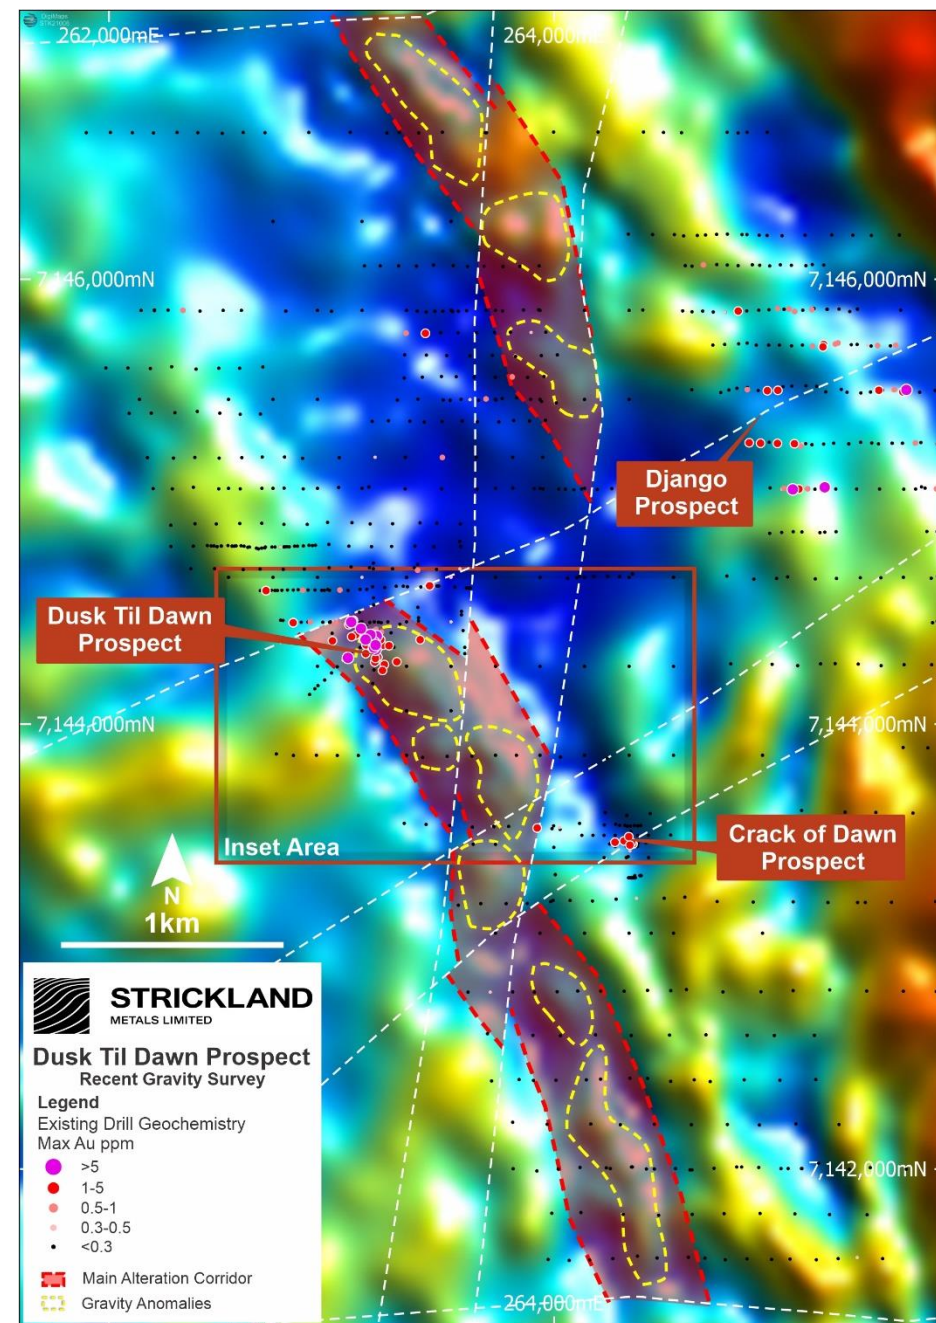 DigiMaps
262,000mE
264,000mE
7,146,000mN
7,146,000mN
Django
Prospect
Dusk Til Dawn
Prospect
7,144,000mN
7,144,000mN
Crack of Dawn
Prospect
Inset Area
N
1km
STRICKLAND
METALS LIMITED
Dusk Til Dawn Prospect
Recent Gravity Survey
Legend
Existing Drill Geochemistry
Max Au ppm
>5
1-5
0.5-1
0.3-0.5
<0.3
Main Alteration Corridor
Gravity Anomalies
7,142,000mN
264,000mE